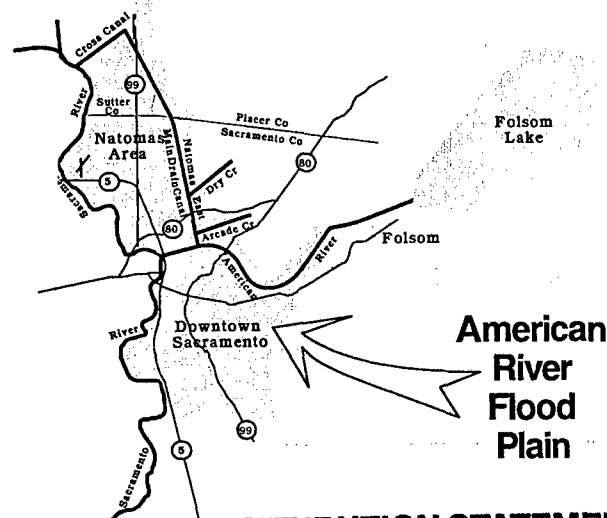 Cross Canal
99
River
Sutter
Co
Placer Co
Sacramento Co
Folsom
Lake
Natomas
Area
Natomas East
Main Drain Canal
80
Dry Cr
5
Sacramento
80
Arcade Cr
American
River
Folsom
River
Downtown
Sacramento
American
River
Flood
Plain
99
5
Sacramento